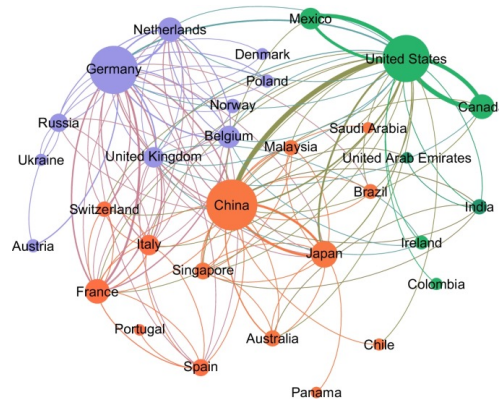 Mexico
Netherlands
Denmark
United States
Germany
Poland
Norway
Canad
Russia
Belgium
Saudi Arabia
Malaysia
Ukraine
United Kingdom
United Arab Emirates
Brazil
Switzerland
China
India
Austria
Italy
Ireland
Japan
Singapore
France
Colombia
Portugal
Australia
Chile
Spain
Panama